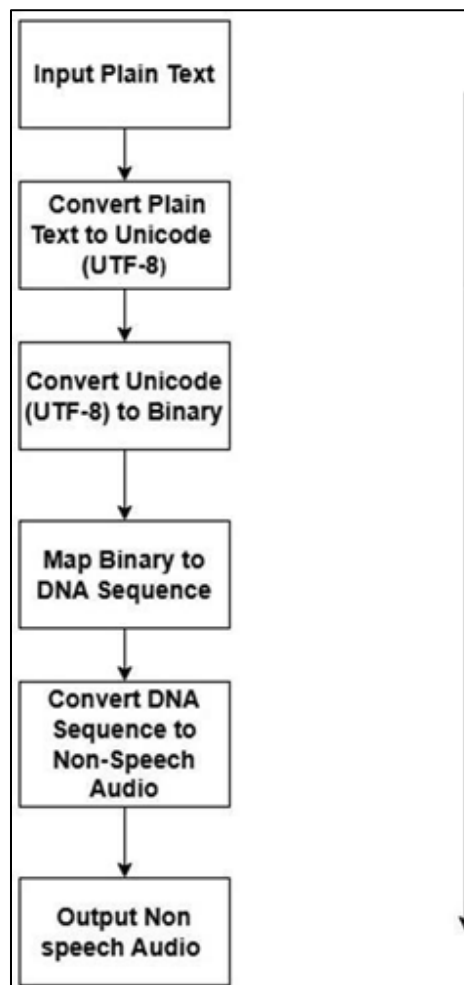 Input Plain Text
Convert Plain
Text to Unicode
(UTF-8)
Convert Unicode
(UTF-8) to Binary
Map Binary to
DNA Sequence
Convert DNA
Sequence to
Non-Speech
Audio
Output Non
speech Audio